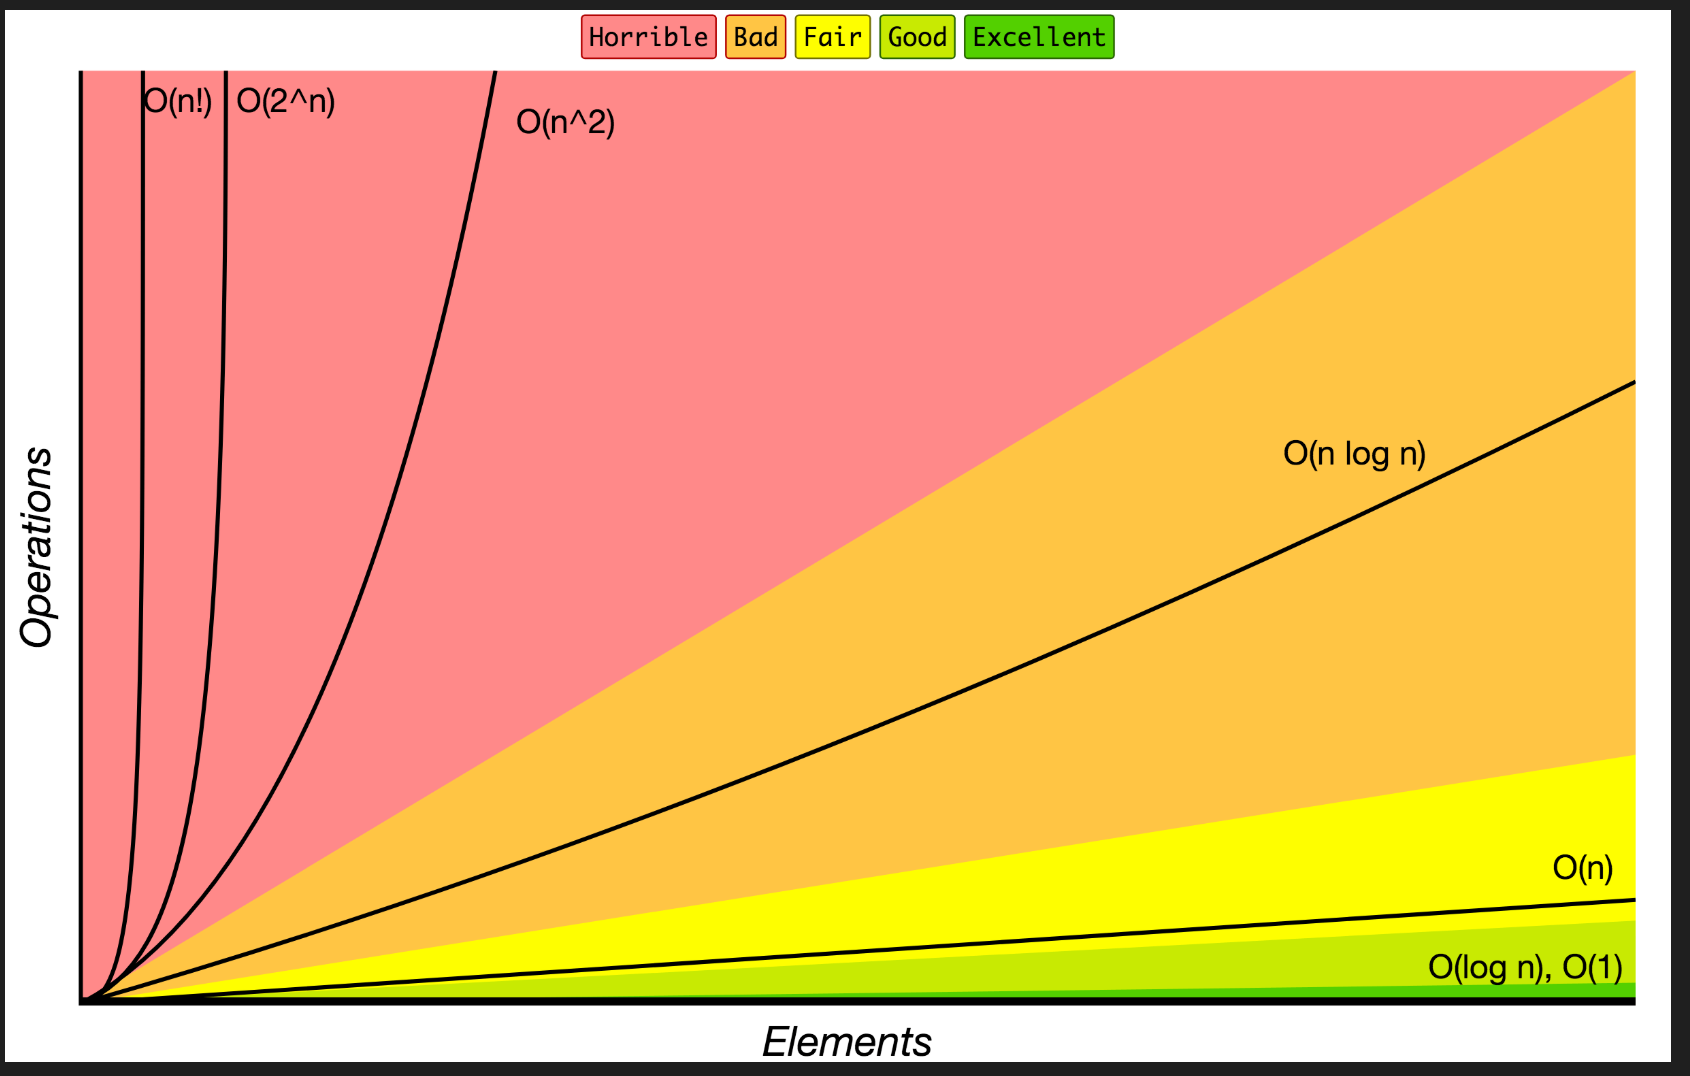 Horrible Bad Fair Good Excellent
O(n!) O(2^n)
O(n^2)
O(n log n)
Operations
O(n)
O(log n), O(1)
Elements